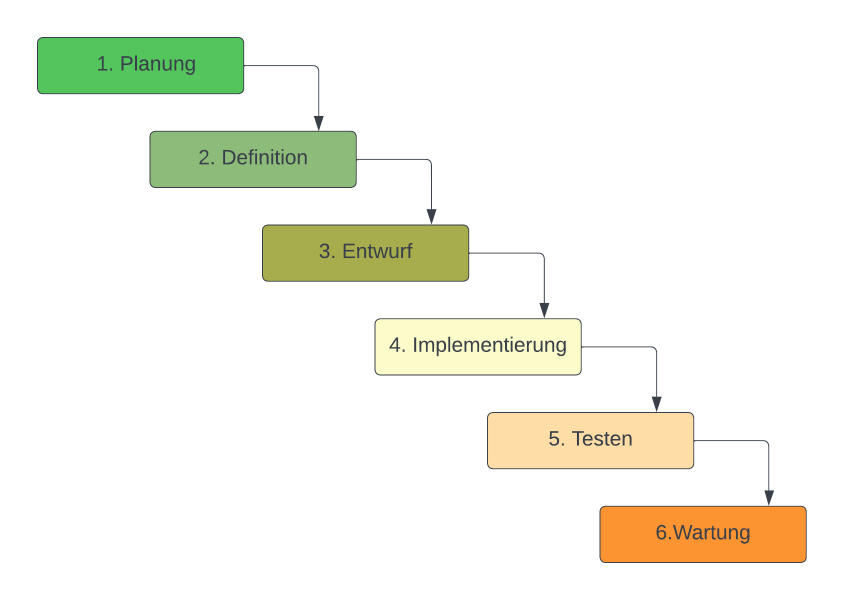 1. Planung
2. Definition
3. Entwurf
4. Implementierung
5. Testen
6.Wartung